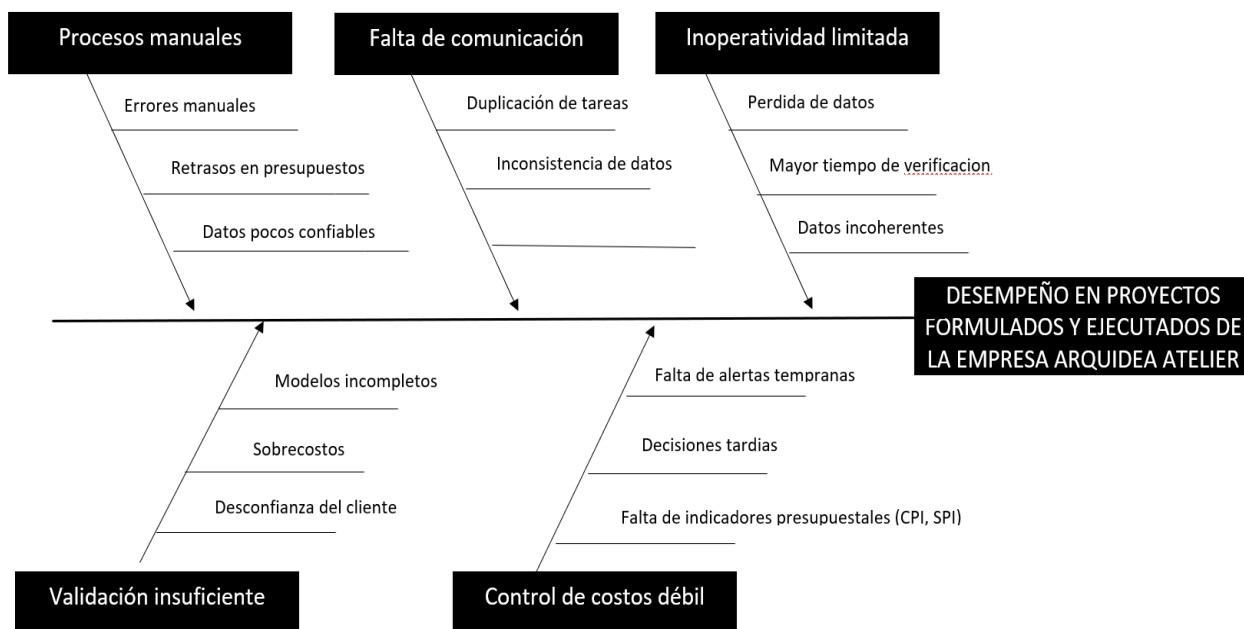 Procesos manuales
Falta de comunicación
Inoperatividad limitada
Errores manuales
Retrasos en presupuestos
Datos pocos confiables
Duplicación de tareas
Inconsistencia de datos
Perdida de datos
Mayor tiempo de verificacion
Datos incoherentes
DESEMPEÑO EN PROYECTOS
FORMULADOS Y EJECUTADOS DE
LA EMPRESA ARQUIDEA ATELIER
Modelos incompletos
Sobrecostos
Desconfianza del cliente
Falta de alertas tempranas
Decisiones tardias
Falta de indicadores presupuestales (CPI, SPI)
Validación insuficiente
Control de costos débil